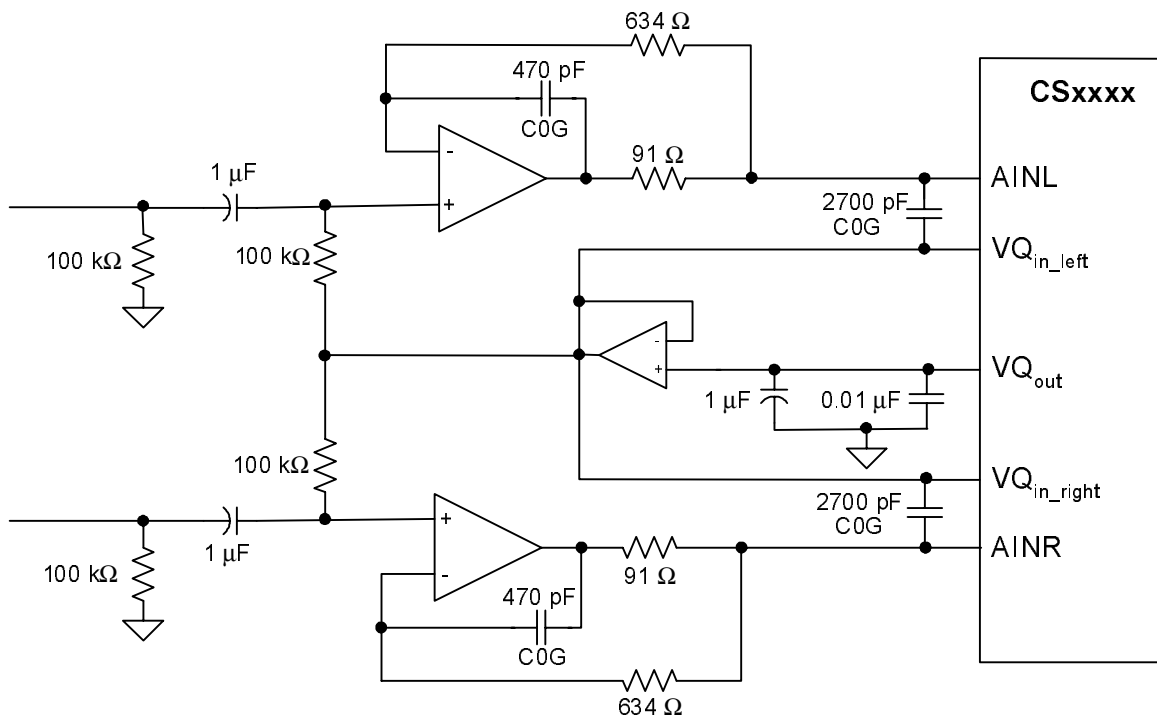 634 Ω
470 pF
C0G
CSxxxx
91 Ω
1 µF
-
+
AINL
2700 pF
C0G
100 kΩ
100 kΩ
VQin_left
-
+
VQout
1 µF
0.01 µF
100 kΩ
VQin_right
2700 pF
C0G
1 µF
+
-
91 Ω
AINR
100 kΩ
470 pF
C0G
634 Ω